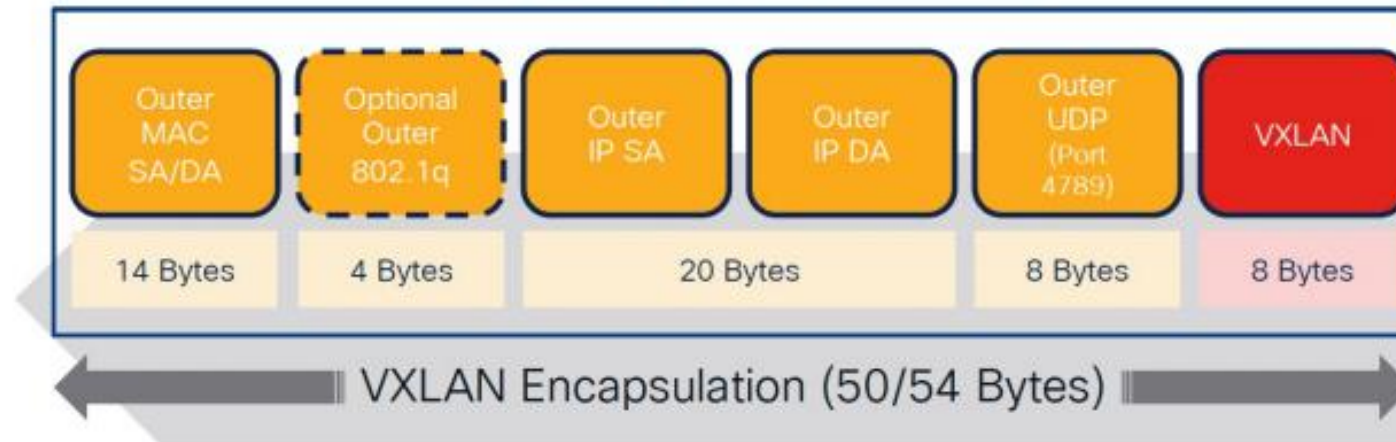 Outer
MAC
SA/DA
Optional
Outer
802.1q
Outer
IP SA
Outer
IP DA
Outer
UDP
(Port
4789)
VXLAN
14 Bytes
4 Bytes
20 Bytes
8 Bytes
8 Bytes
VXLAN Encapsulation (50/54 Bytes)